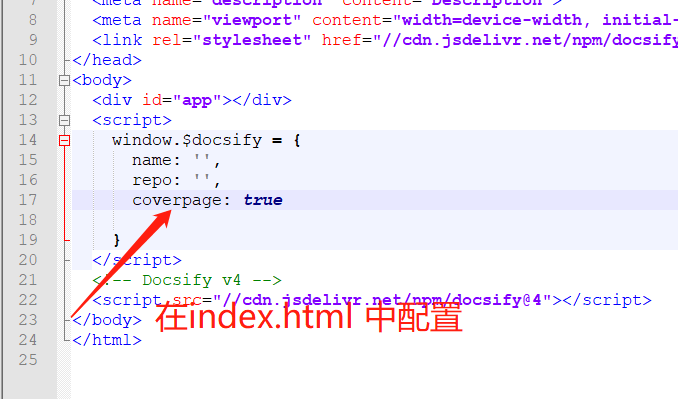 7 <meta name="description" content="Description">
8 <meta name="viewport" content="width=device-width, initial-
9 <link rel="stylesheet" href="//cdn.jsdelivr.net/npm/docsify
10 </head>
11 <body>
12 <div id="app"></div>
13 <script>
14 window.$docsify = {
15 name: '',
16 repo: '',
17 coverpage: true
18
19 }
20 </script>
21 <!-- Docsify v4 -->
22 <script src="//cdn.jsdelivr.net/npm/docsify@4"></script>
23 </body>
在index.html 中配置
24 </html>
25